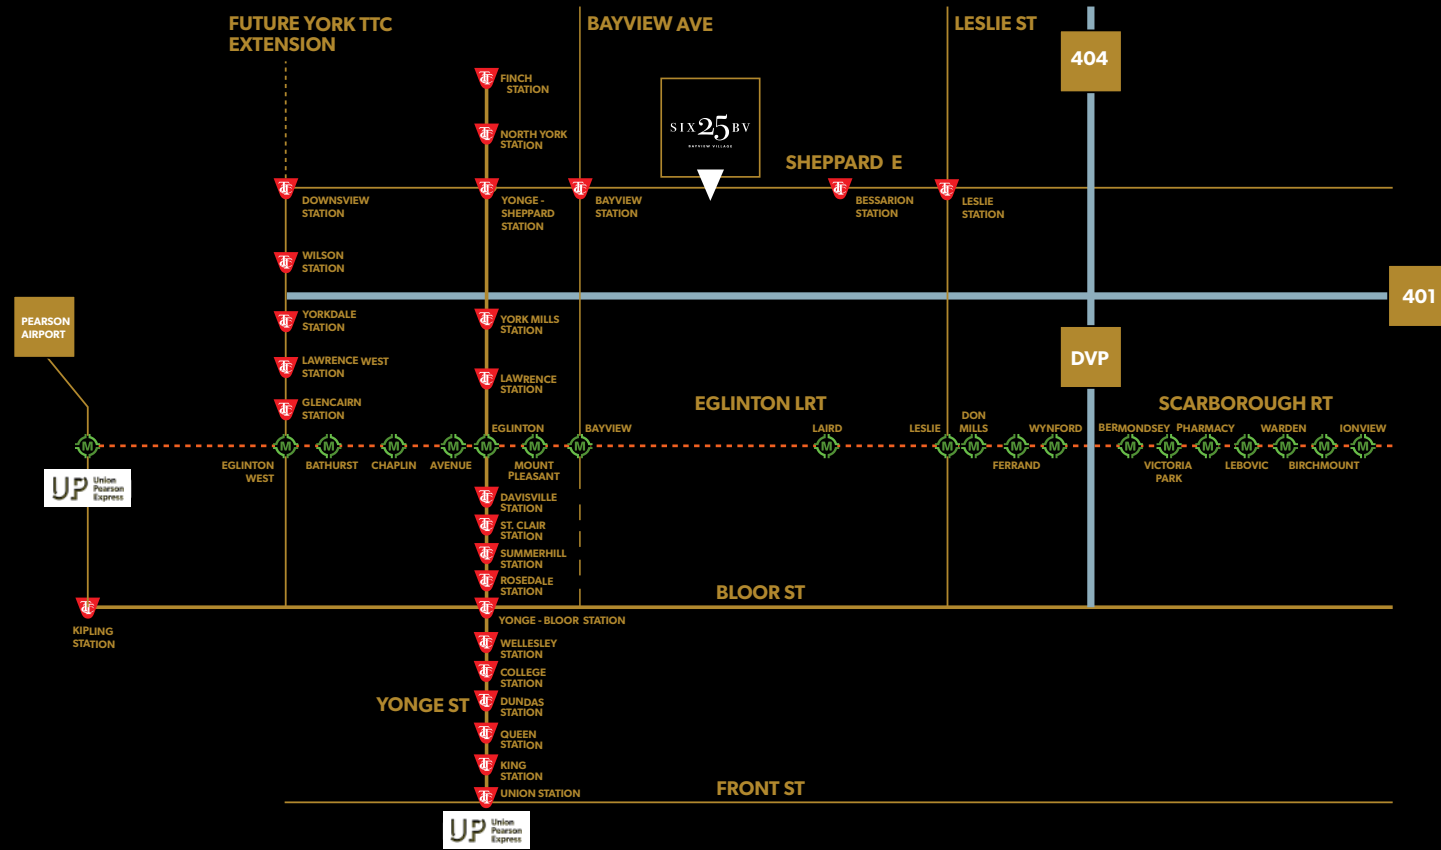 FUTURE YORK TTC
EXTENSION
BAYVIEW AVE
LESLIE ST
404
FINCH
STATION
NORTH YORK
STATION
SIX25BV
BAYVIEW VILLAGE
SHEPPARD E
DOWNSVIEW
STATION
YONGE -
SHEPPARD
STATION
BAYVIEW
STATION
BESSARION
STATION
LESLIE
STATION
WILSON
STATION
401
PEARSON
AIRPORT
YORKDALE
STATION
YORK MILLS
STATION
DVP
LAWRENCE WEST
STATION
LAWRENCE
STATION
GLENCAIRN
STATION
EGLINTON LRT
SCARBOROUGH RT
EGLINTON
BAYVIEW
LAIRD
LESLIE
DON
MILLS
WYNFORD
BERMONDSEY
PHARMACY
WARDEN
IONVIEW
M M M M M M M M M M M M M M M M M M M M
EGLINTON
WEST
BATHURST
CHAPLIN
AVENUE
MOUNT
PLEASANT
FERRAND
VICTORIA
PARK
LEBOVIC
BIRCHMOUNT
UP Union
Pearson
Express
DAVISVILLE
STATION
ST. CLAIR
STATION
SUMMERHILL
STATION
ROSEDALE
STATION
BLOOR ST
KIPLING
STATION
YONGE - BLOOR STATION
WELLESLEY
STATION
COLLEGE
STATION
YONGE ST
DUNDAS
STATION
QUEEN
STATION
KING
STATION
UNION STATION
FRONT ST
UP Union
Pearson
Express